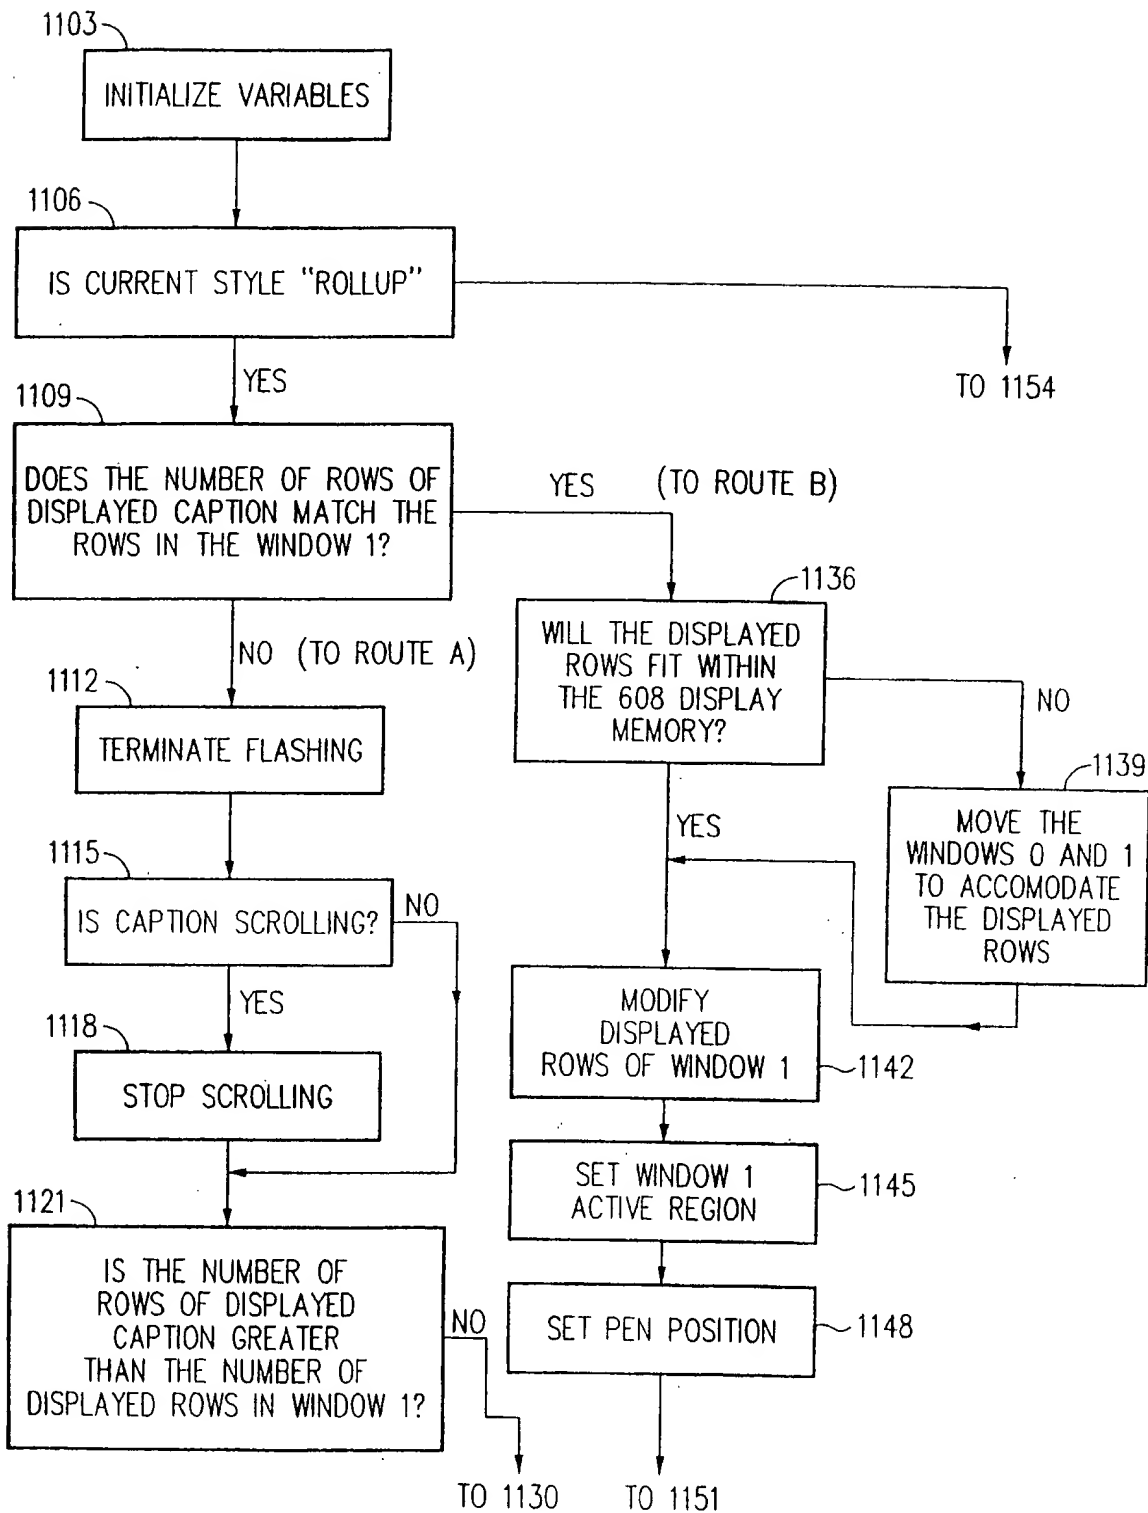 1103
INITIALIZE VARIABLES
1106
IS CURRENT STYLE "ROLLUP"
YES
TO 1154
1109
DOES THE NUMBER OF ROWS OF
DISPLAYED CAPTION MATCH THE
ROWS IN THE WINDOW 1?
YES (TO ROUTE B)
NO (TO ROUTE A)
1112
TERMINATE FLASHING
1115
IS CAPTION SCROLLING?
NO
YES
1118
STOP SCROLLING
1121
IS THE NUMBER OF
ROWS OF DISPLAYED
CAPTION GREATER
THAN THE NUMBER OF
DISPLAYED ROWS IN WINDOW 1?
NO
TO 1130
1136
WILL THE DISPLAYED
ROWS FIT WITHIN
THE 608 DISPLAY
MEMORY?
NO
YES
1139
MOVE THE
WINDOWS 0 AND 1
TO ACCOMODATE
THE DISPLAYED
ROWS
MODIFY
DISPLAYED
ROWS OF WINDOW 1
1142
SET WINDOW 1
ACTIVE REGION
1145
SET PEN POSITION
1148
TO 1151